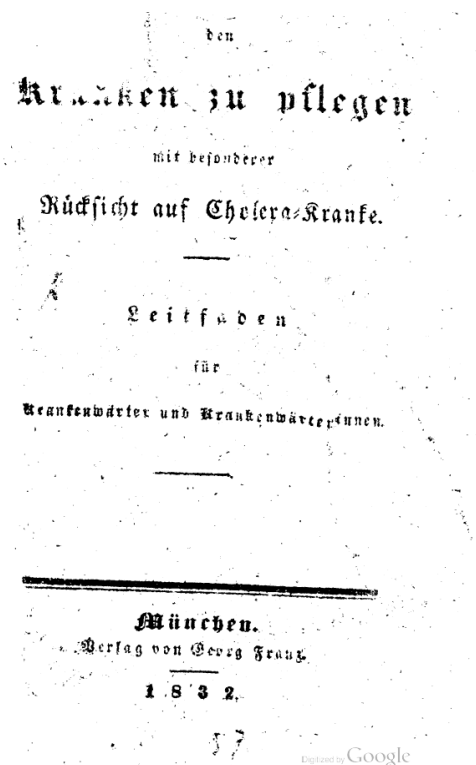 den
Kranken zu pflegen
mit besonderer
Rücksicht auf Cholera-Kranke.
Leitfaden
für
Krankenwärter und Krankenwärterinnen.
München.
Verlag von Georg Franz.
1832.
57
Digitized by Google